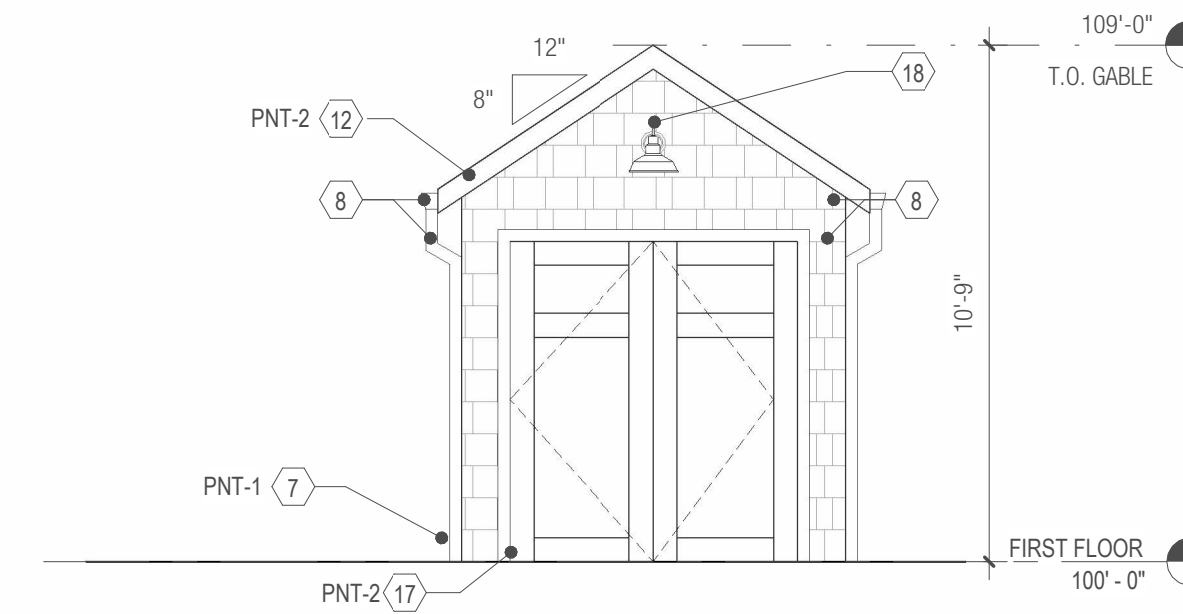 109'-0"
T.O. GABLE
12"
8"
18
PNT-2 12
8
8
10'-9"
PNT-1 7
FIRST FLOOR
100' - 0"
PNT-2 17